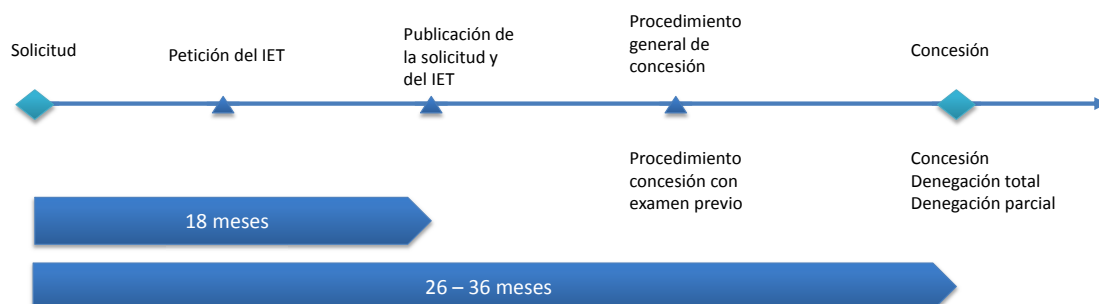 Solicitud
Petición del IET
Publicación de
la solicitud y
del IET
Procedimiento
general de
concesión
Concesión
Procedimiento
concesión con
examen previo
Concesión
Denegación total
Denegación parcial
18 meses
26 – 36 meses